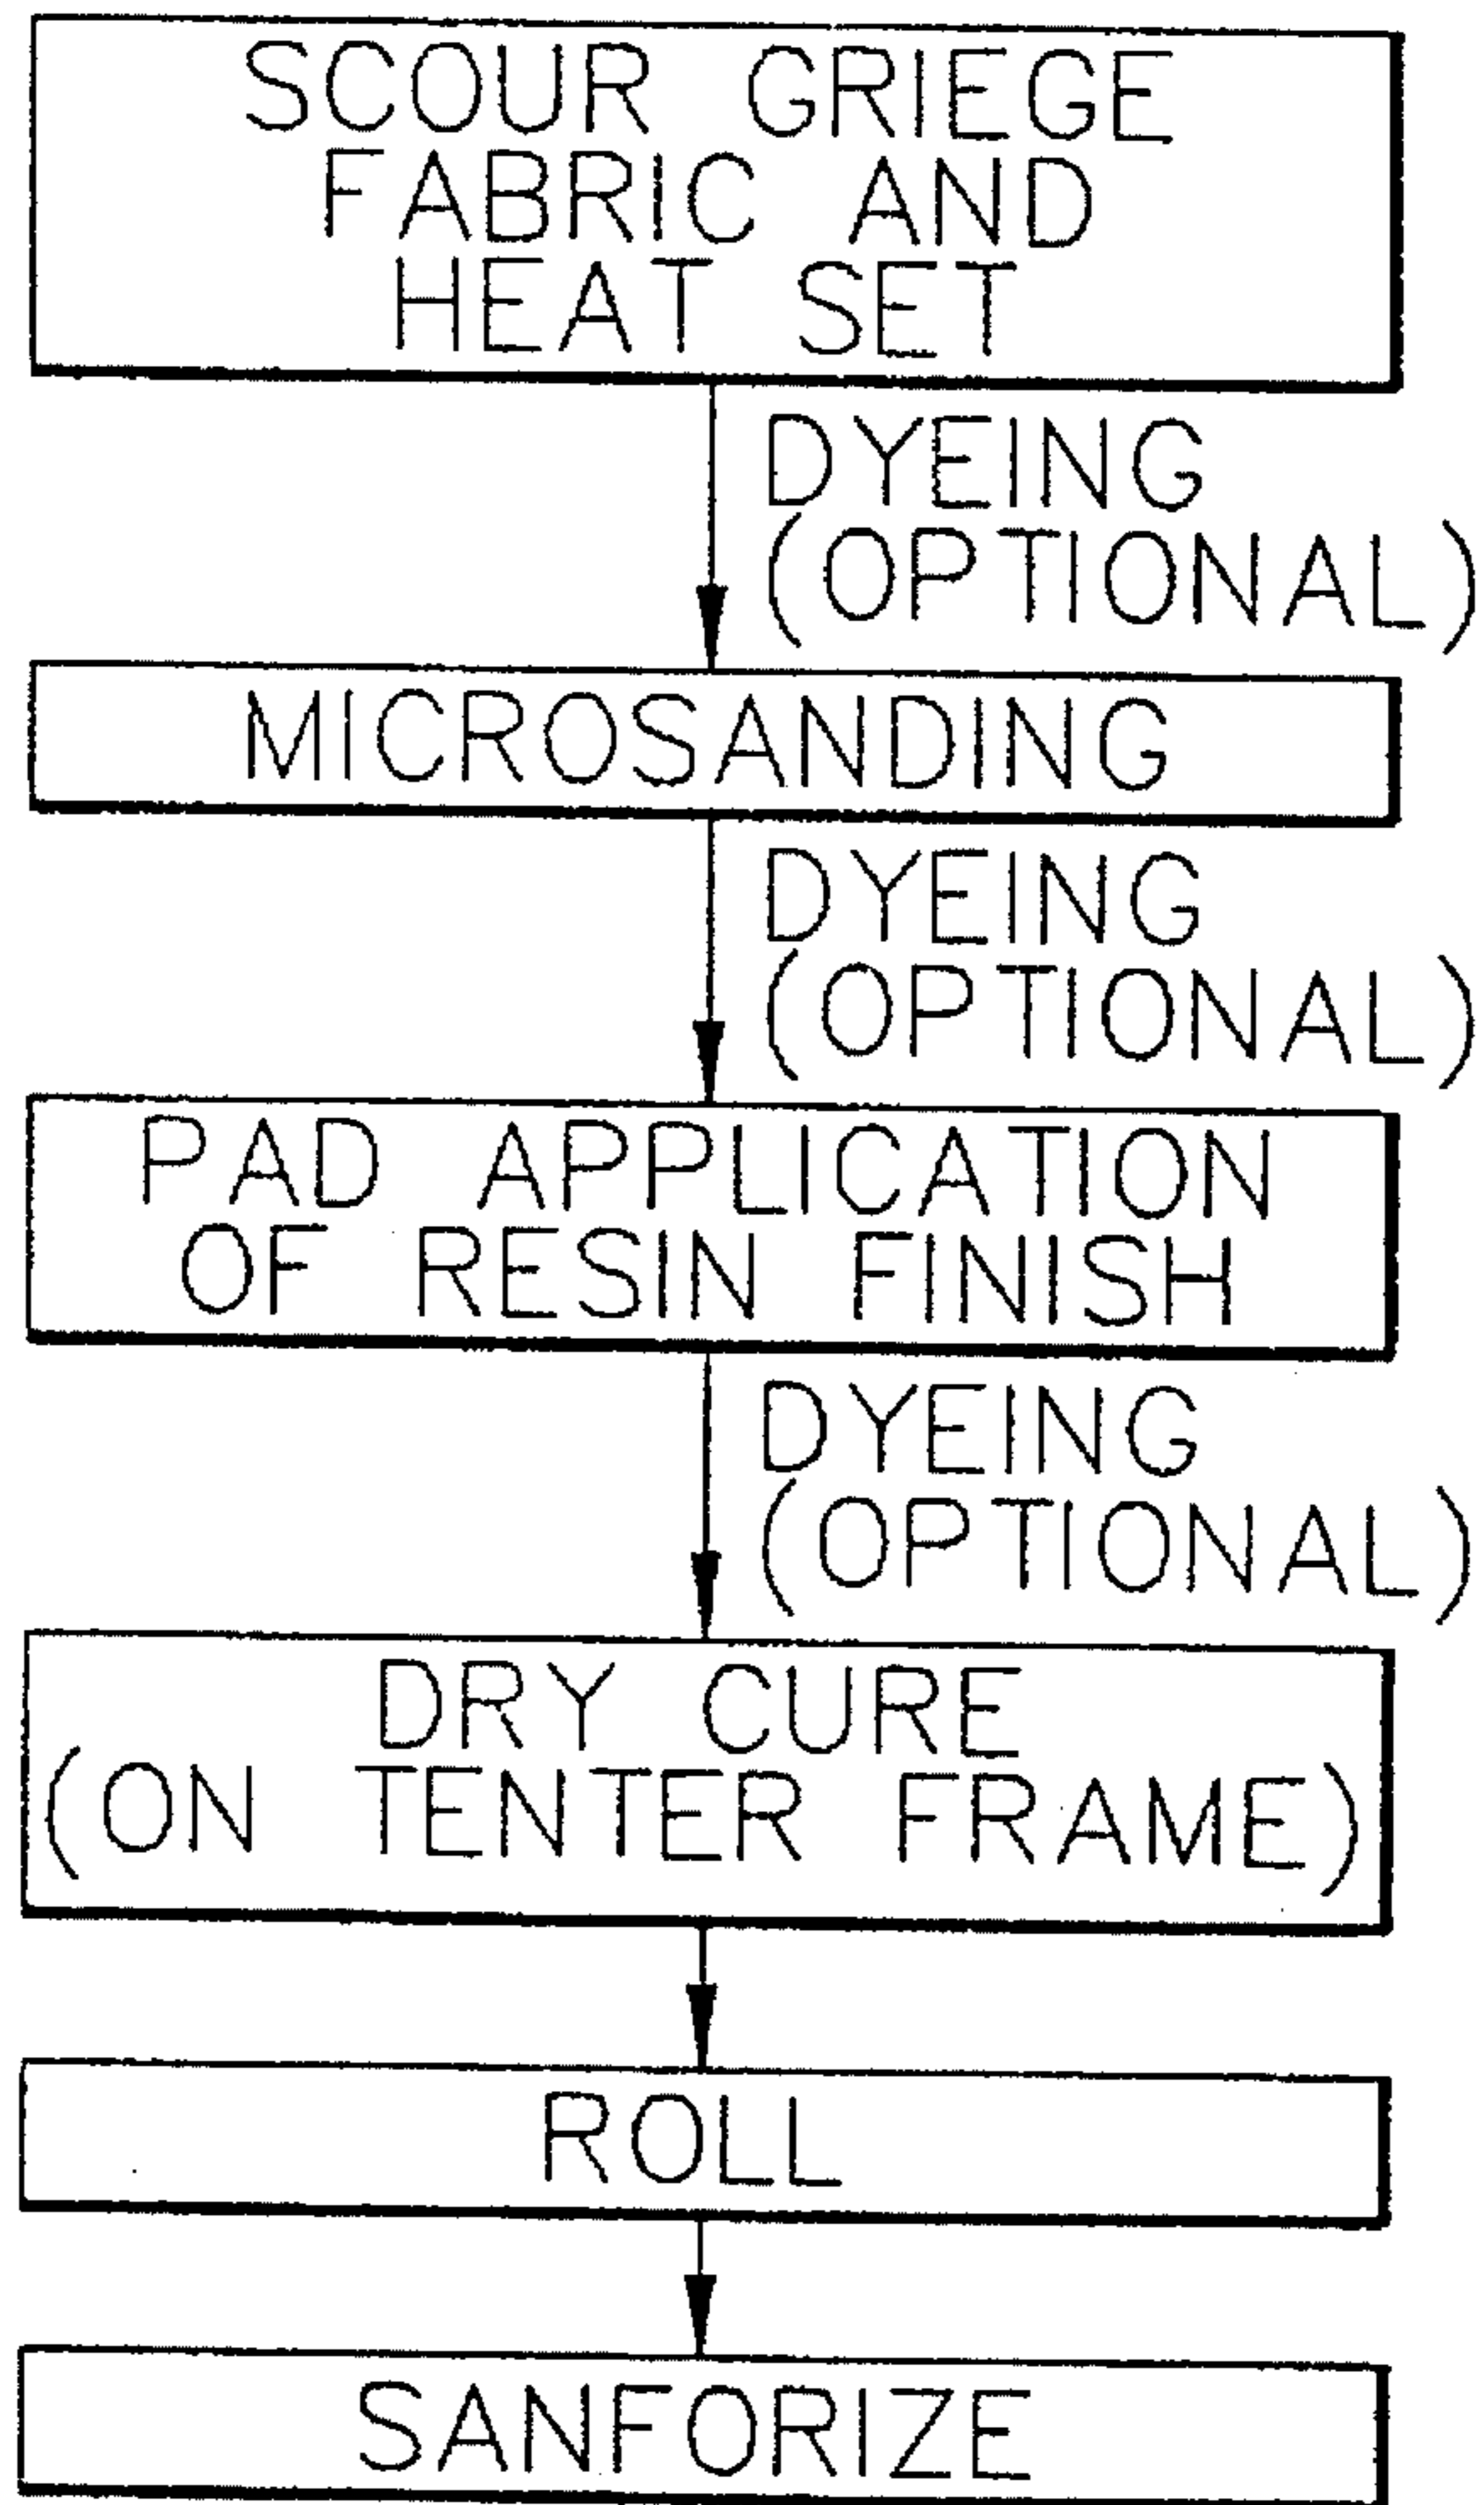 SCOUR GRIEGE
FABRIC AND
HEAT SET
DYEING
(OPTIONAL)
MICROSANDING
DYEING
(OPTIONAL)
PAD APPLICATION
OF RESIN FINISH
DYEING
(OPTIONAL)
DRY CURE
(ON TENTER FRAME)
ROLL
SANFORIZE